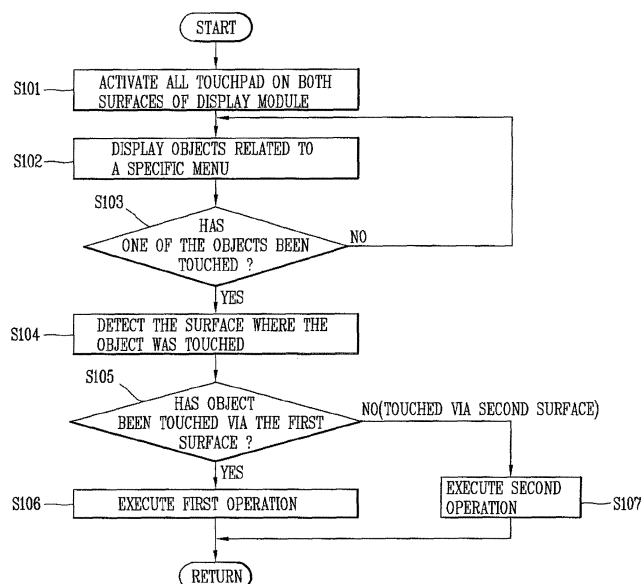 START
S101
ACTIVATE ALL TOUCHPAD ON BOTH
SURFACES OF DISPLAY MODULE
S102
DISPLAY OBJECTS RELATED TO
A SPECIFIC MENU
S103
HAS
ONE OF THE OBJECTS BEEN
TOUCHED ?
NO
YES
S104
DETECT THE SURFACE WHERE THE
OBJECT WAS TOUCHED
S105
HAS OBJECT
BEEN TOUCHED VIA THE FIRST
SURFACE ?
NO(TOUCHED VIA SECOND SURFACE)
YES
S106
EXECUTE FIRST OPERATION
EXECUTE SECOND
OPERATION
S107
RETURN